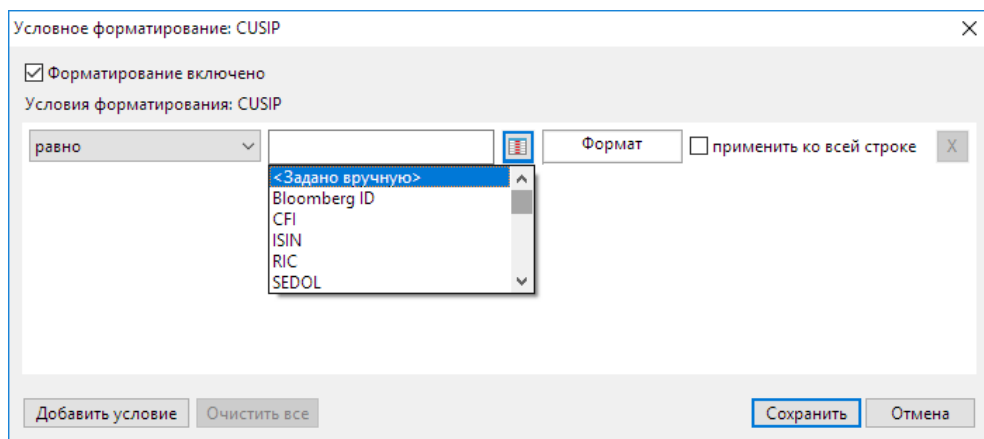 Условное форматирование: CUSIP
Форматирование включено
Условия форматирования: CUSIP
равно Формат применить ко всей строке X
<Задано вручную>
Bloomberg ID
CFI
ISIN
RIC
SEDOL
Добавить условие Очистить все Сохранить Отмена